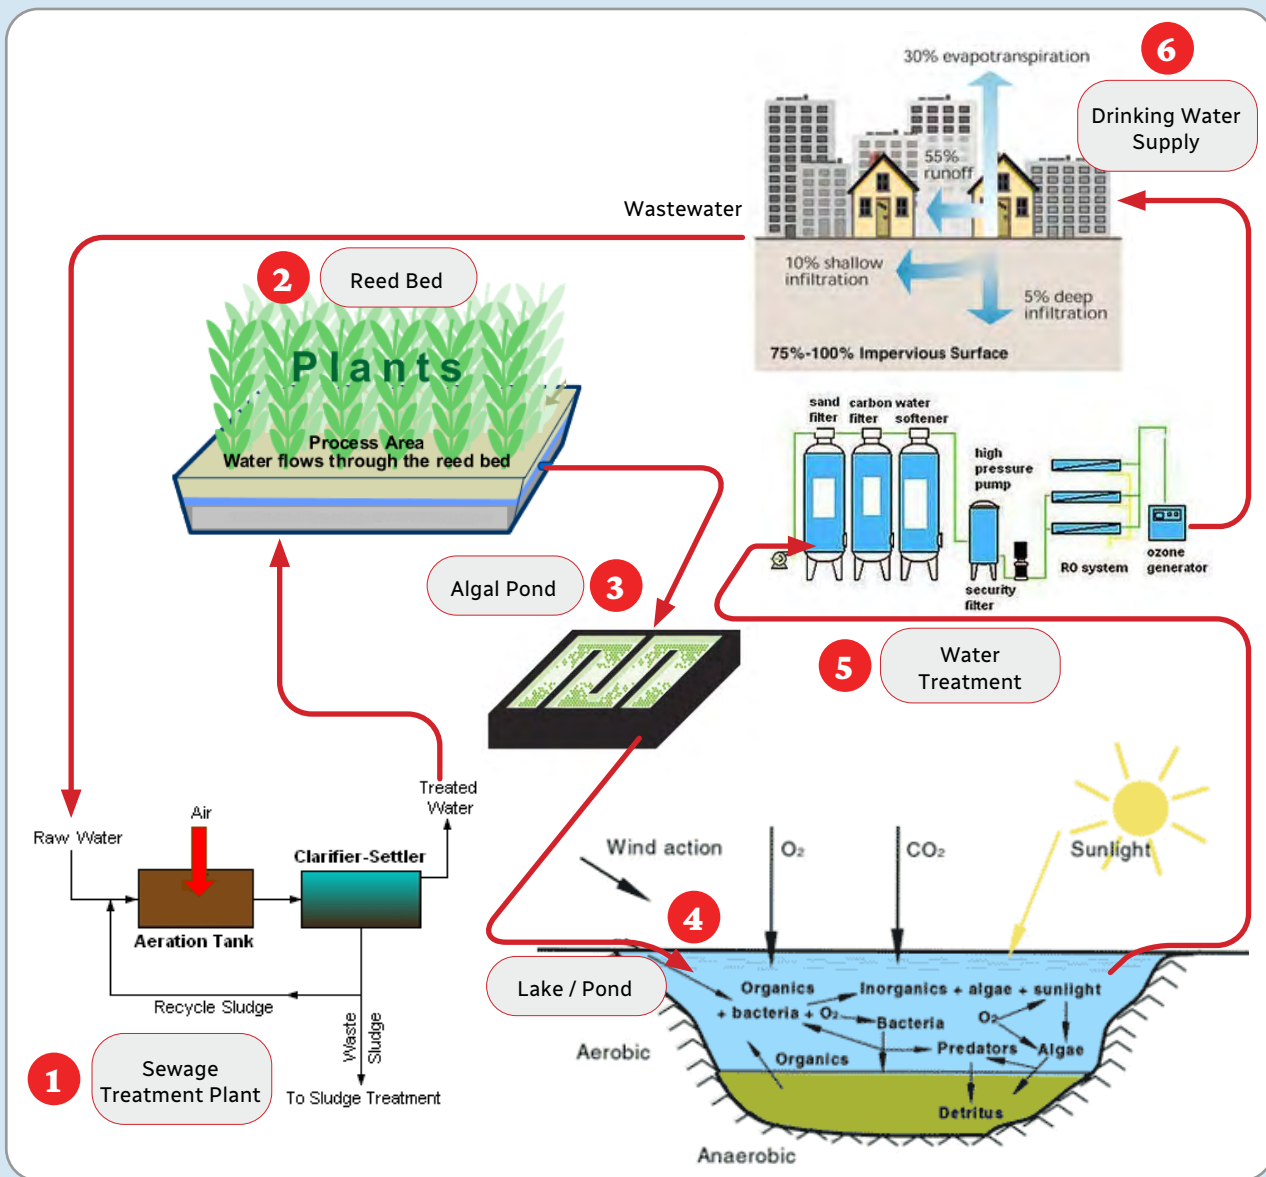 6
30% evapotranspiration
Drinking Water
Supply
55%
runoff
Wastewater
10% shallow
infiltration
5% deep
infiltration
75%-100% Impervious Surface
2
Reed Bed
Plants
Process Area
Water flows through the reed bed
sand
filter
carbon
filter
water
softener
high
pressure
pump
security
filter
RO system
ozone
generator
Algal Pond
3
5
Water
Treatment
Treated
Water
Air
Raw Water
Clarifier-Settler
Aeration Tank
Recycle Sludge
Waste
Sludge
To Sludge Treatment
1
Sewage
Treatment Plant
Wind action
O₂
CO₂
Sunlight
4
Lake / Pond
Organics
+ bacteria + O₂
Inorganics + algae + sunlight
Bacteria
O₂
Organics
Predators
Algae
Aerobic
Detritus
Anaerobic